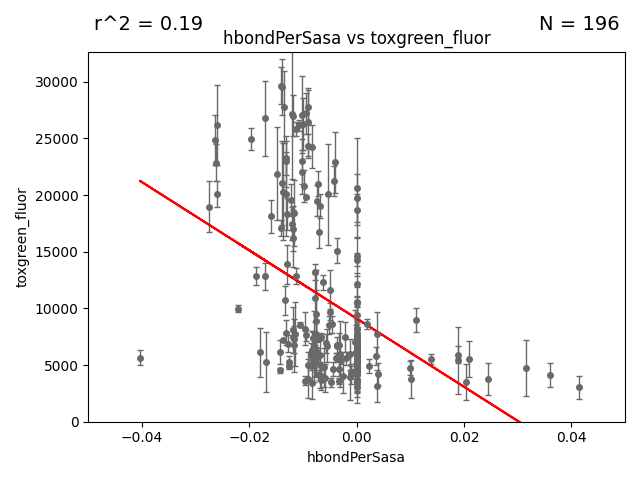 r^2 = 0.19
N = 196
hbondPerSasa vs toxgreen_fluor
30000
25000
20000
15000
10000
5000
0
toxgreen_fluor
−0.04
−0.02
0.00
0.02
0.04
hbondPerSasa